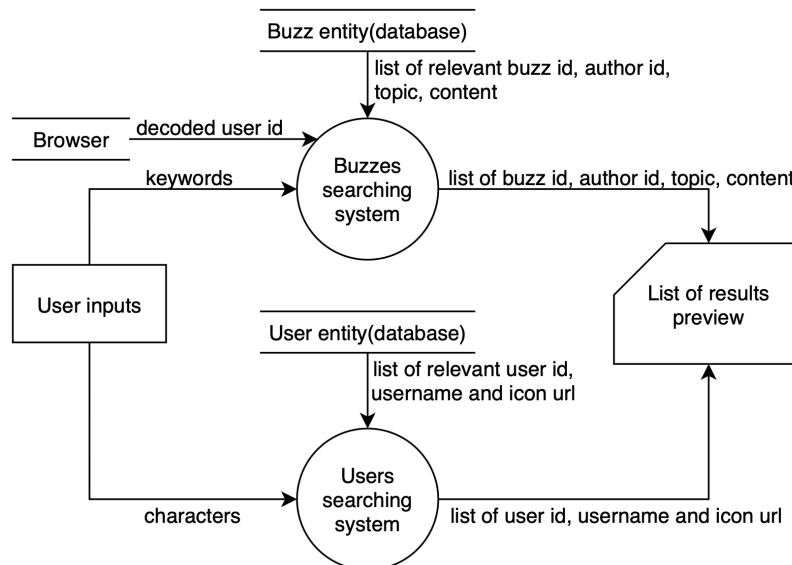 Buzz entity(database)
list of relevant buzz id, author id,
topic, content
Browser
decoded user id
Buzzes
searching
system
keywords
list of buzz id, author id, topic, content
User inputs
List of results
preview
User entity(database)
list of relevant user id,
username and icon url
Users
searching
system
characters
list of user id, username and icon url